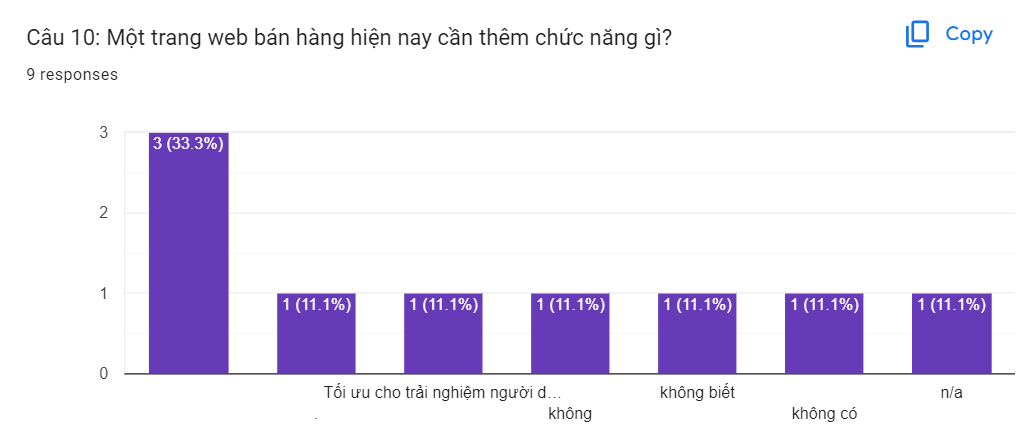 Câu 10: Một trang web bán hàng hiện nay cần thêm chức năng gì?
Copy
9 responses
3
2
1
0
3 (33.3%)
1 (11.1%)
1 (11.1%)
1 (11.1%)
1 (11.1%)
1 (11.1%)
1 (11.1%)
.
Tối ưu cho trải nghiệm người d...
không
không biết
không có
n/a